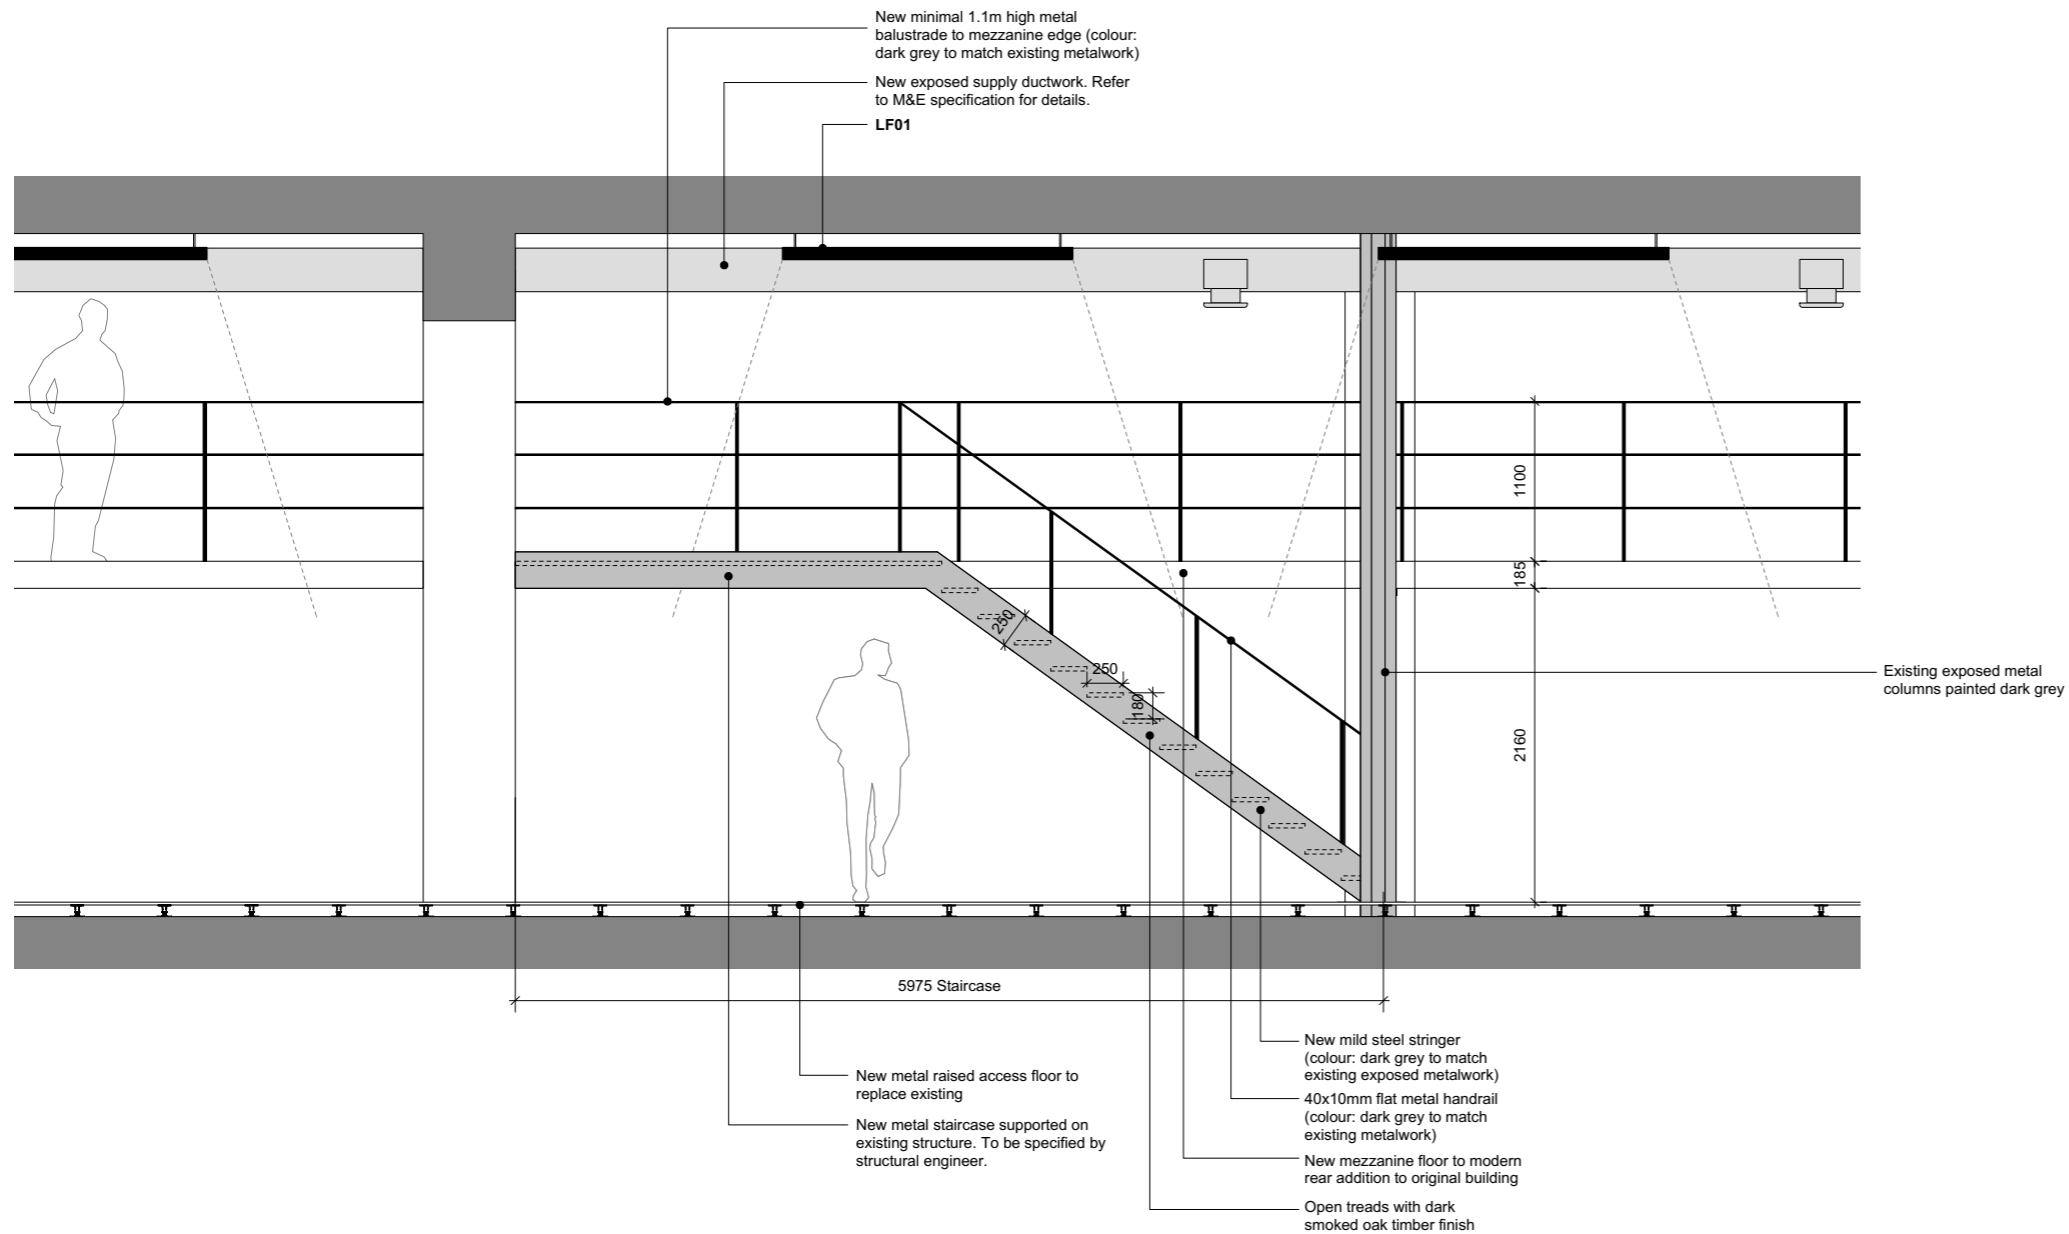 New minimal 1.1m high metal
balustrade to mezzanine edge (colour:
dark grey to match existing metalwork)
New exposed supply ductwork. Refer
to M&E specification for details.
LF01
1100
185
250
250
180
2160
Existing exposed metal
columns painted dark grey
5975 Staircase
New metal raised access floor to
replace existing
New metal staircase supported on
existing structure. To be specified by
structural engineer.
New mild steel stringer
(colour: dark grey to match
existing exposed metalwork)
40x10mm flat metal handrail
(colour: dark grey to match
existing metalwork)
New mezzanine floor to modern
rear addition to original building
Open treads with dark
smoked oak timber finish